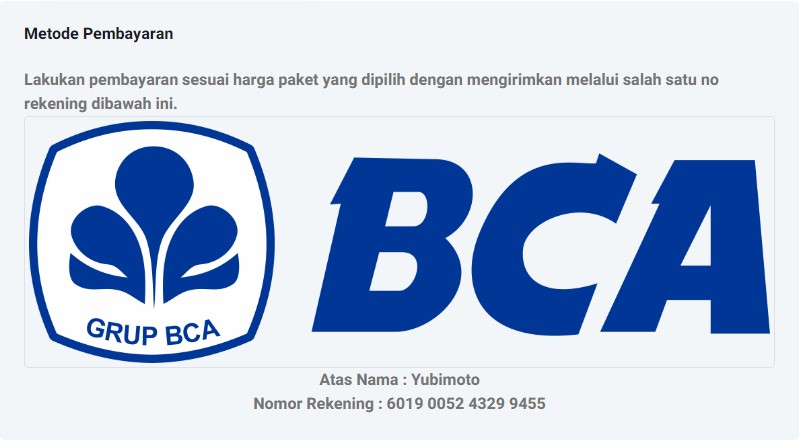 Metode Pembayaran
Lakukan pembayaran sesuai harga paket yang dipilih dengan mengirimkan melalui salah satu no
rekening dibawah ini.
GRUP BCA
BCA
Atas Nama : Yubimoto
Nomor Rekening : 6019 0052 4329 9455